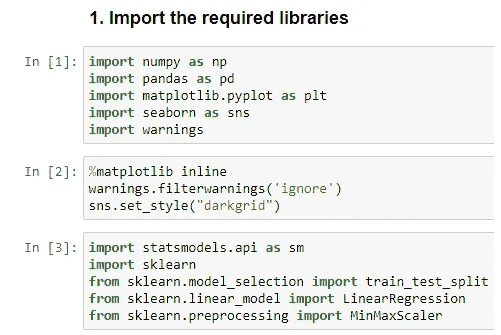 1. Import the required libraries
In [1]: import numpy as np
import pandas as pd
import matplotlib.pyplot as plt
import seaborn as sns
import warnings
In [2]: %matplotlib inline
warnings.filterwarnings('ignore')
sns.set_style("darkgrid")
In [3]: import statsmodels.api as sm
import sklearn
from sklearn.model_selection import train_test_split
from sklearn.linear_model import LinearRegression
from sklearn.preprocessing import MinMaxScaler